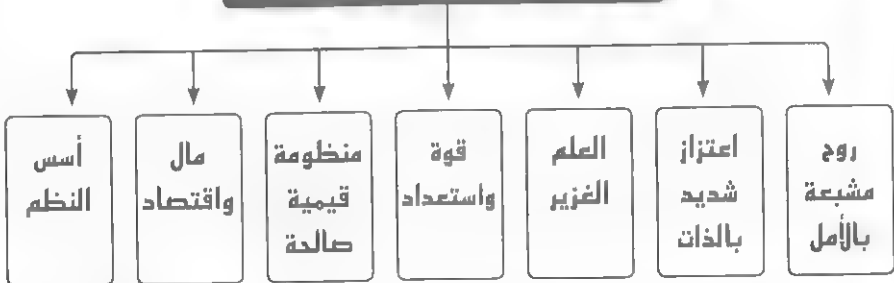 روح
مشبعة
بالأمل
اعتزاز
شديد
بالذات
العلم
الغزير
قوة
واستعداد
منظومة
قيمية
صالحة
مال
واقتصاد
أسس
النظم